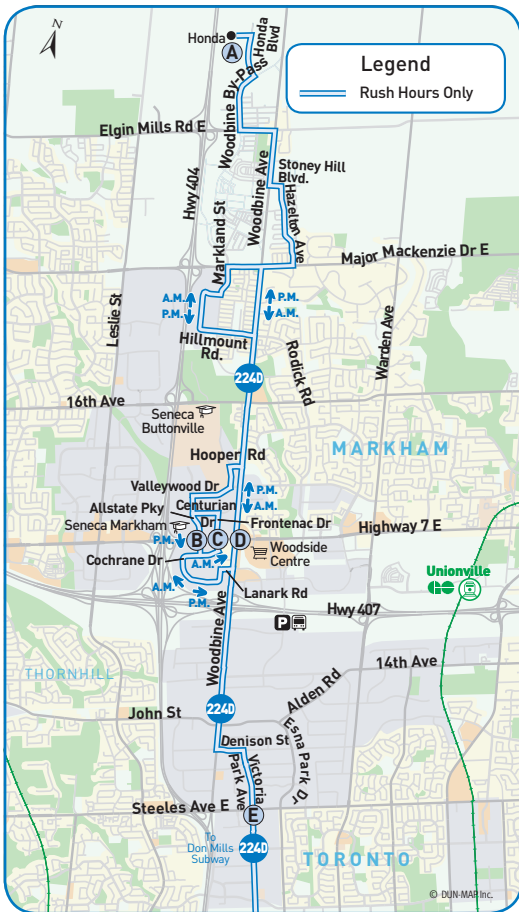 N
Honda
A
Honda
Blvd
Legend
Rush Hours Only
Woodbine By-Pass
Elgin Mills Rd E
Stoney Hill
Blvd.
Hwy 404
Woodbine Ave
Hazelton Ave
Markland St
Major Mackenzie Dr E
Leslie St
A.M.
P.M.
P.M.
A.M.
Hillmount
Rd.
Warden Ave
Rodick Rd
224D
16th Ave
Seneca
Buttonville
MARKHAM
Hooper Rd
Valleywood Dr
P.M.
A.M.
Centurian
Dr
Allstate Pky
Frontenac Dr
Seneca Markham
Highway 7 E
P.M.
B
C
D
Woodside
Centre
Cochrane Dr
A.M.
Unionville
A.M.
P.M.
Lanark Rd
Hwy 407
P
Woodbine Ave
THORNHILL
14th Ave
Alden Rd
224D
John St
Esna Park Dr
Denison St
Victoria
Park Ave
Steeles Ave E
E
To
Don Mills
Subway
224D
TORONTO
© DUN-MAP Inc.